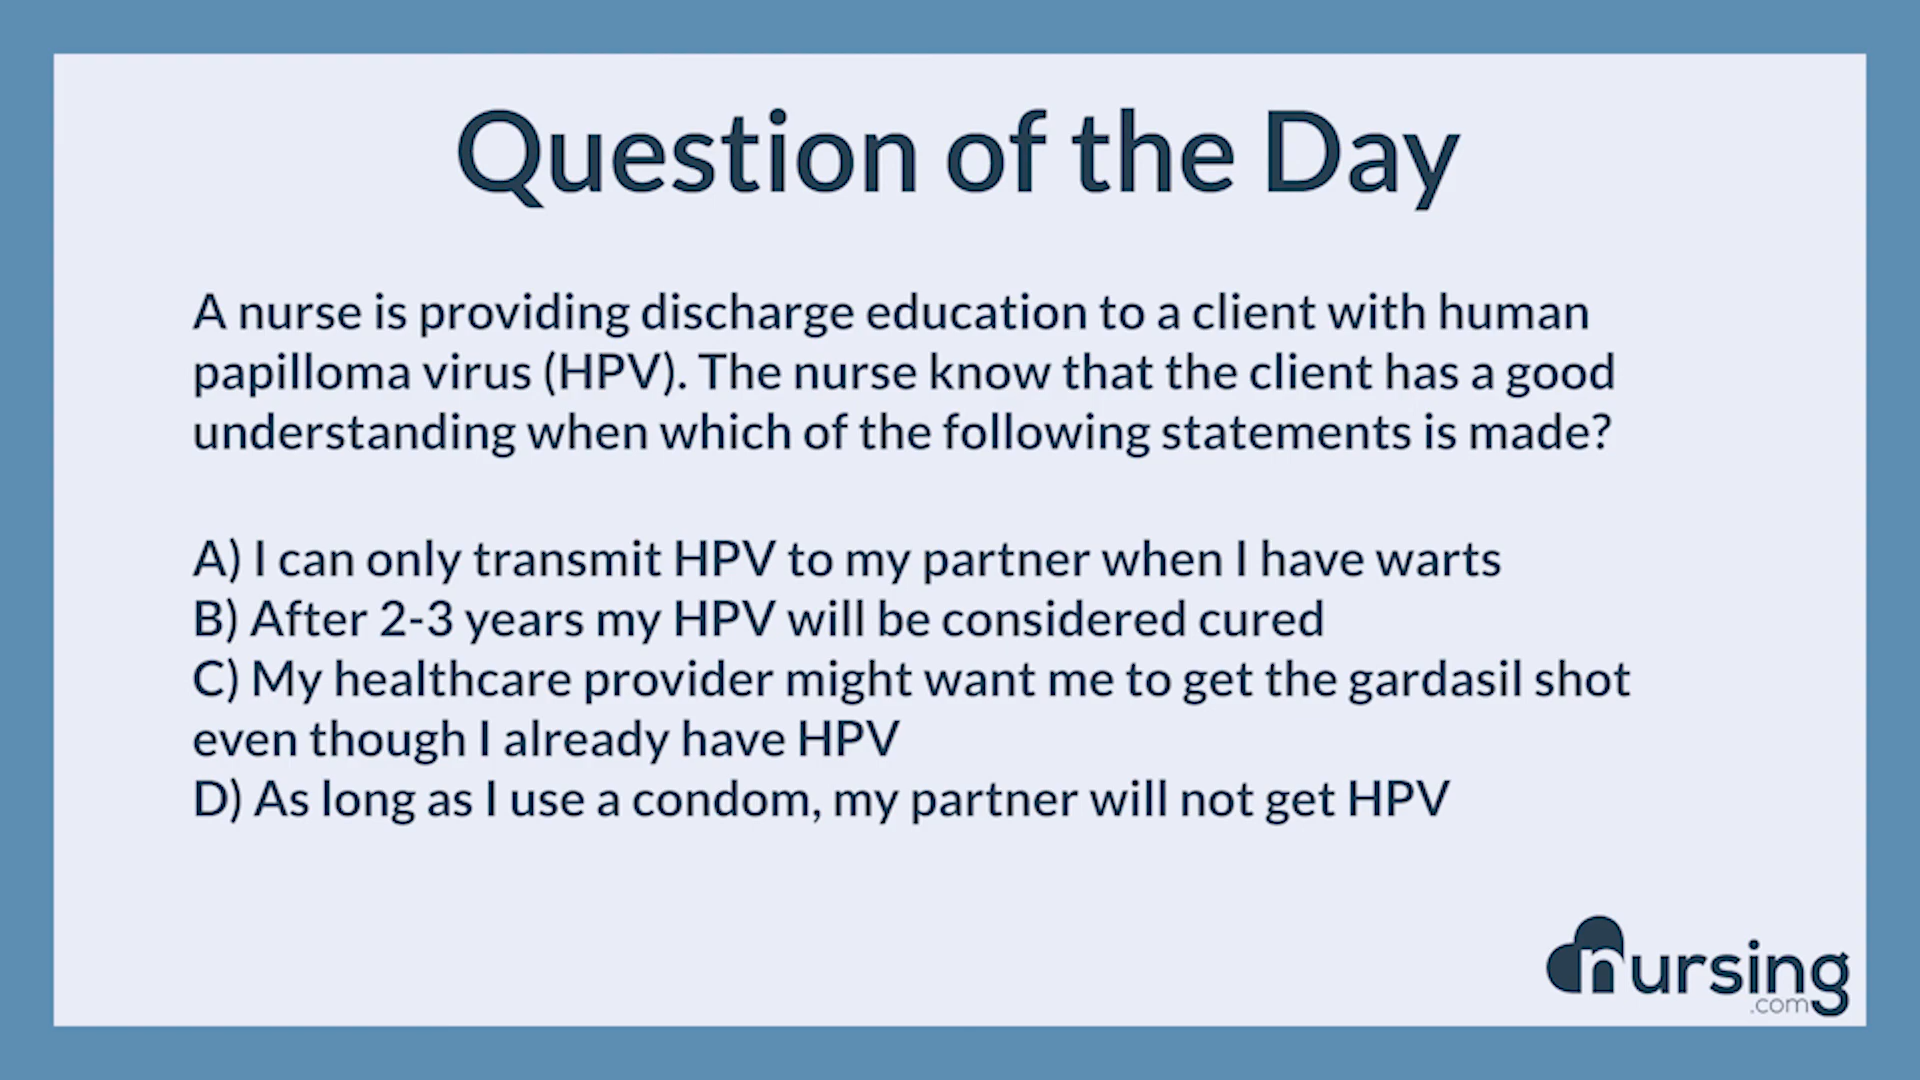 Question of the Day
A nurse is providing discharge education to a client with human
papilloma virus (HPV). The nurse know that the client has a good
understanding when which of the following statements is made?
A) I can only transmit HPV to my partner when I have warts
B) After 2-3 years my HPV will be considered cured
C) My healthcare provider might want me to get the gardasil shot
even though I already have HPV
D) As long as I use a condom, my partner will not get HPV
nursing
.com